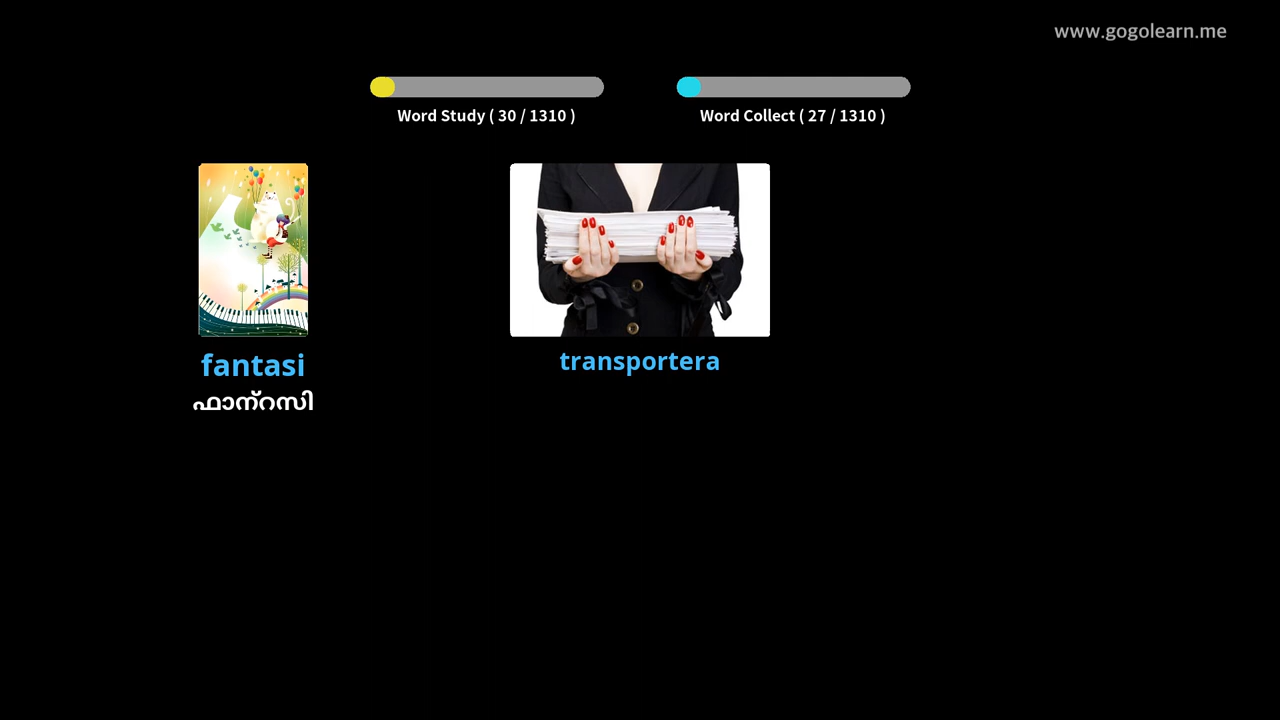 www.gogolearn.me
Word Study ( 30 / 1310 )
Word Collect ( 27 / 1310 )
fantasi
ഫാന്റസി
transportera